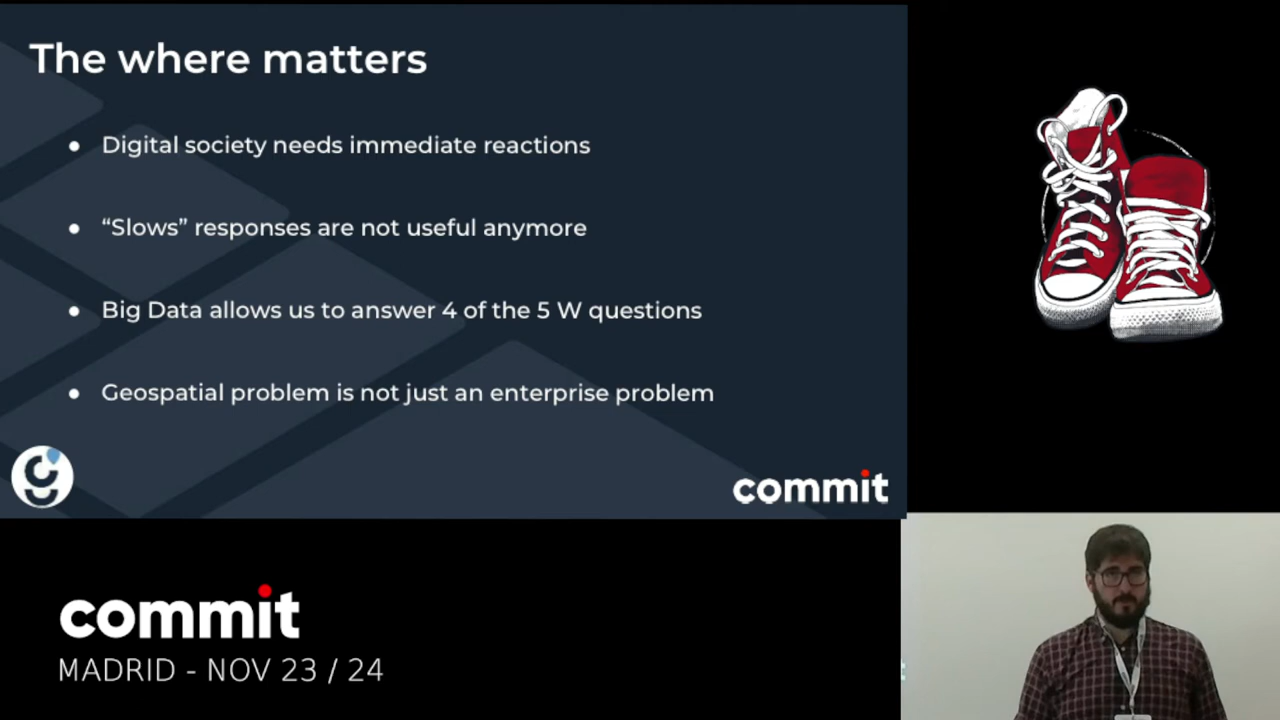 The where matters
● Digital society needs immediate reactions
● “Slows” responses are not useful anymore
● Big Data allows us to answer 4 of the 5 W questions
● Geospatial problem is not just an enterprise problem
commit
commit
MADRID - NOV 23 / 24